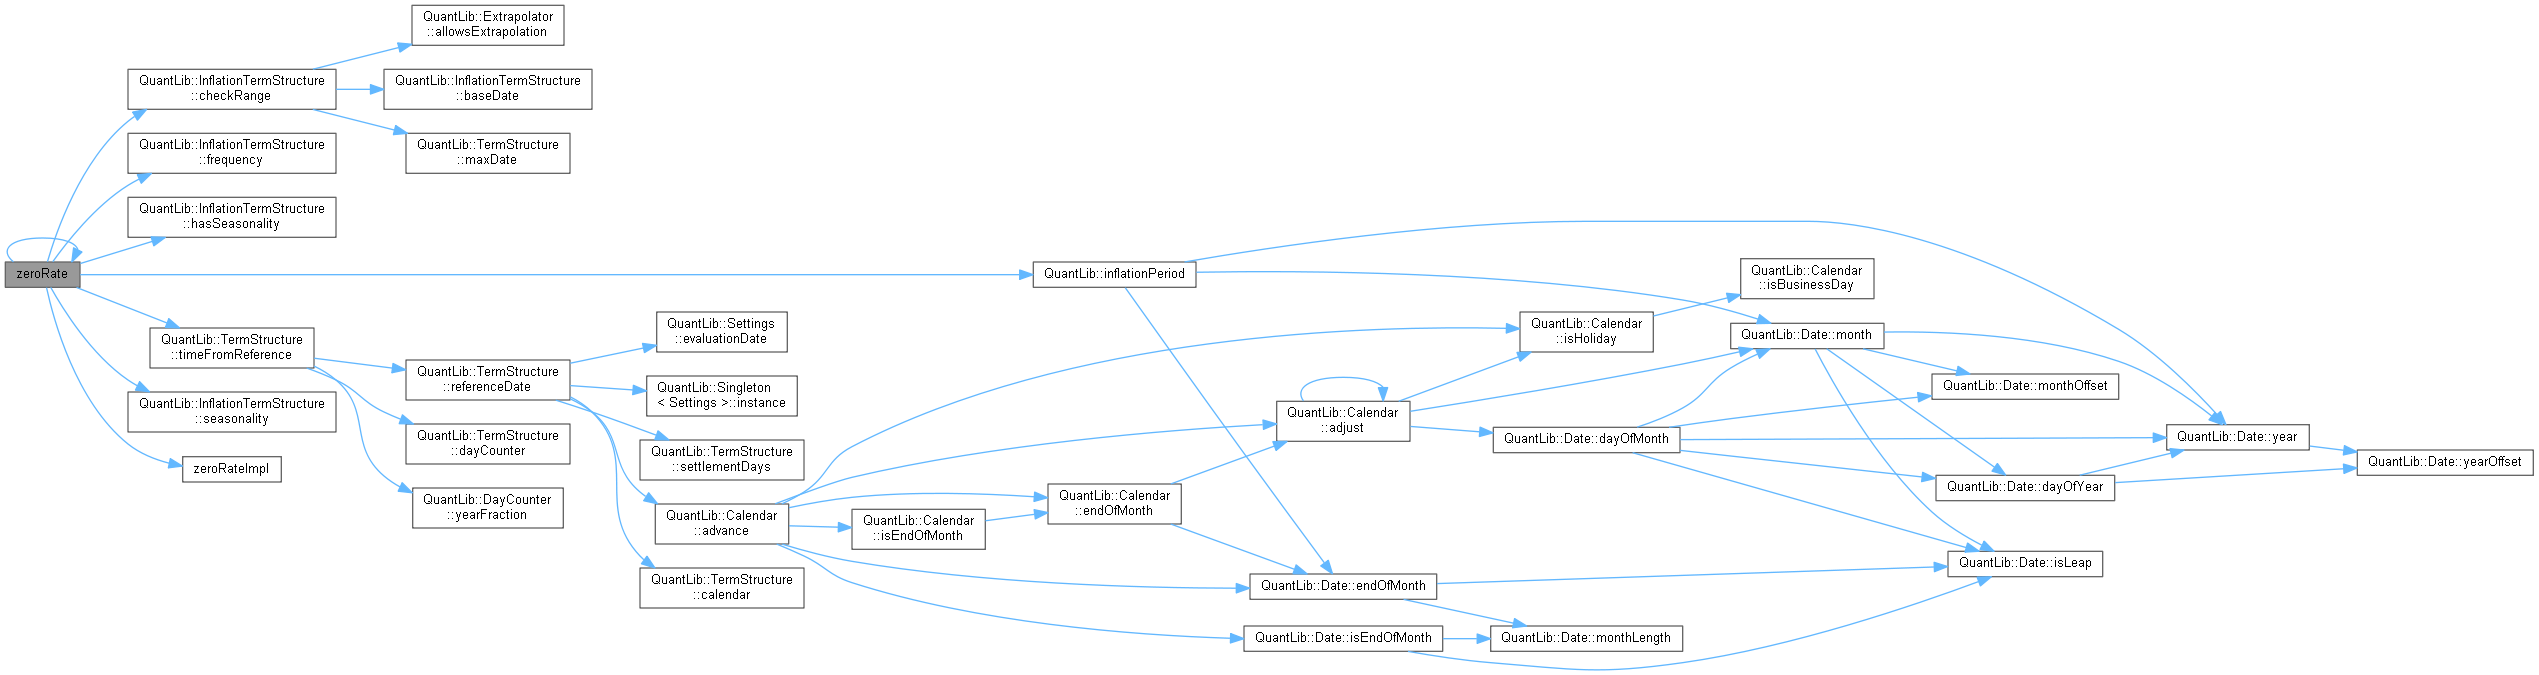 QuantLib::Extrapolator
::allowsExtrapolation
QuantLib::InflationTermStructure
::checkRange
QuantLib::InflationTermStructure
::baseDate
QuantLib::InflationTermStructure
::frequency
QuantLib::TermStructure
::maxDate
QuantLib::InflationTermStructure
::hasSeasonality
zeroRate
QuantLib::inflationPeriod
QuantLib::Calendar
::isBusinessDay
QuantLib::TermStructure
::timeFromReference
QuantLib::Settings
::evaluationDate
QuantLib::Calendar
::isHoliday
QuantLib::Date::month
QuantLib::TermStructure
::referenceDate
QuantLib::Singleton
< Settings >::instance
QuantLib::Date::monthOffset
QuantLib::InflationTermStructure
::seasonality
QuantLib::Calendar
::adjust
QuantLib::TermStructure
::dayCounter
QuantLib::Date::dayOfMonth
QuantLib::Date::year
QuantLib::TermStructure
::settlementDays
zeroRateImpl
QuantLib::Date::yearOffset
QuantLib::DayCounter
::yearFraction
QuantLib::Calendar
::endOfMonth
QuantLib::Date::dayOfYear
QuantLib::Calendar
::advance
QuantLib::Calendar
::isEndOfMonth
QuantLib::Date::isLeap
QuantLib::TermStructure
::calendar
QuantLib::Date::endOfMonth
QuantLib::Date::isEndOfMonth
QuantLib::Date::monthLength